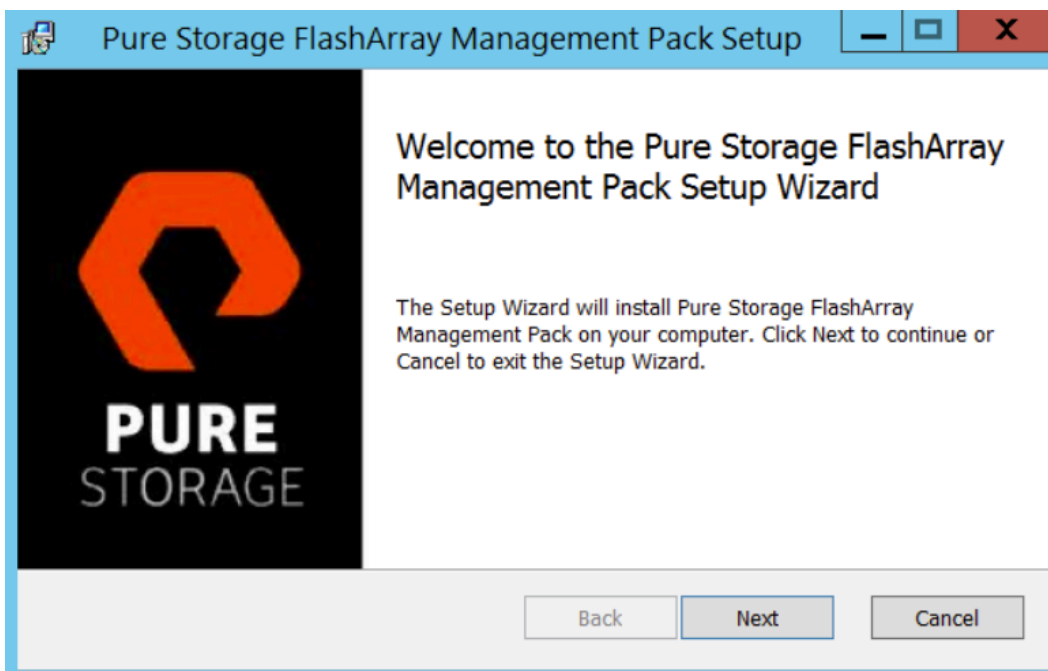 Pure Storage FlashArray Management Pack Setup
Welcome to the Pure Storage FlashArray
Management Pack Setup Wizard
The Setup Wizard will install Pure Storage FlashArray
Management Pack on your computer. Click Next to continue or
Cancel to exit the Setup Wizard.
PURE
STORAGE
Back Next Cancel